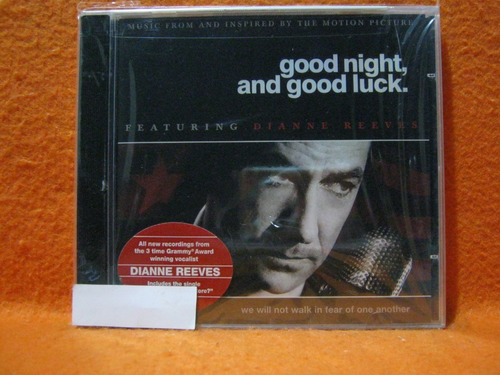 MUSIC FROM AND INSPIRED BY THE MOTION PICTURE
good night,
and good luck.
FEATURING DIANNE REEVES
All new recordings from
the 3 time Grammy® Award
winning vocalist
DIANNE REEVES
Includes the single
ore?"
we will not walk in fear of one another